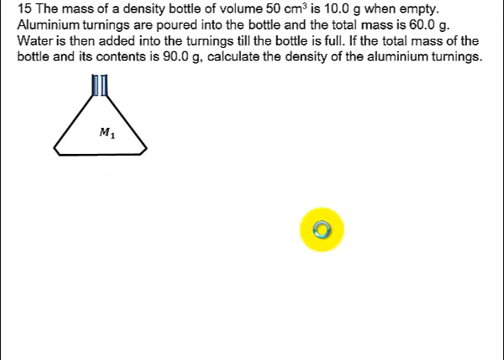 15 The mass of a density bottle of volume 50 cm³ is 10.0 g when empty.
Aluminium turnings are poured into the bottle and the total mass is 60.0 g.
Water is then added into the turnings till the bottle is full. If the total mass of the
bottle and its contents is 90.0 g, calculate the density of the aluminium turnings.
M₁